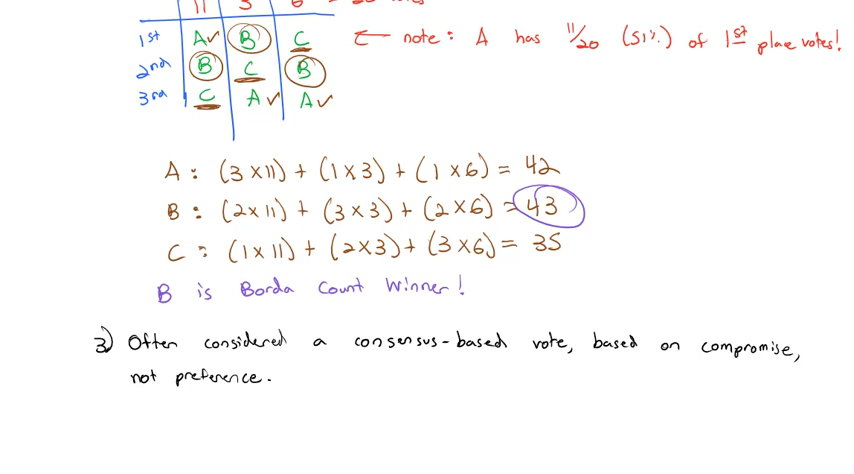 11 3 6
1st A✓ B C ← note: A has 11/20 (51%) of 1st place votes!
2nd B C B
3rd C A✓ A✓
A: (3×11) + (1×3) + (1×6) = 42
B: (2×11) + (3×3) + (2×6) = 43
C: (1×11) + (2×3) + (3×6) = 35
B is Borda Count Winner!
3) Often considered a consensus-based vote, based on compromise,
not preference.